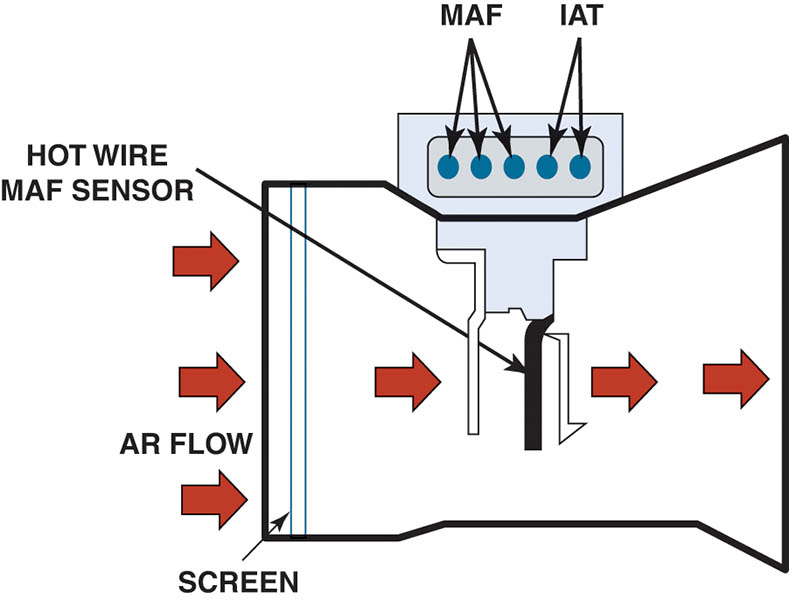 MAF IAT
HOT WIRE
MAF SENSOR
AR FLOW
SCREEN